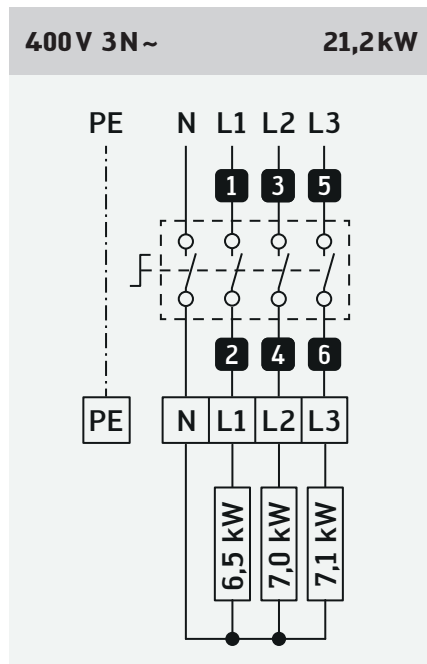 400V 3N~ 21,2kW
PE N L1 L2 L3
1 3 5
2 4 6
PE N L1 L2 L3
6,5 kW 7,0 kW 7,1 kW